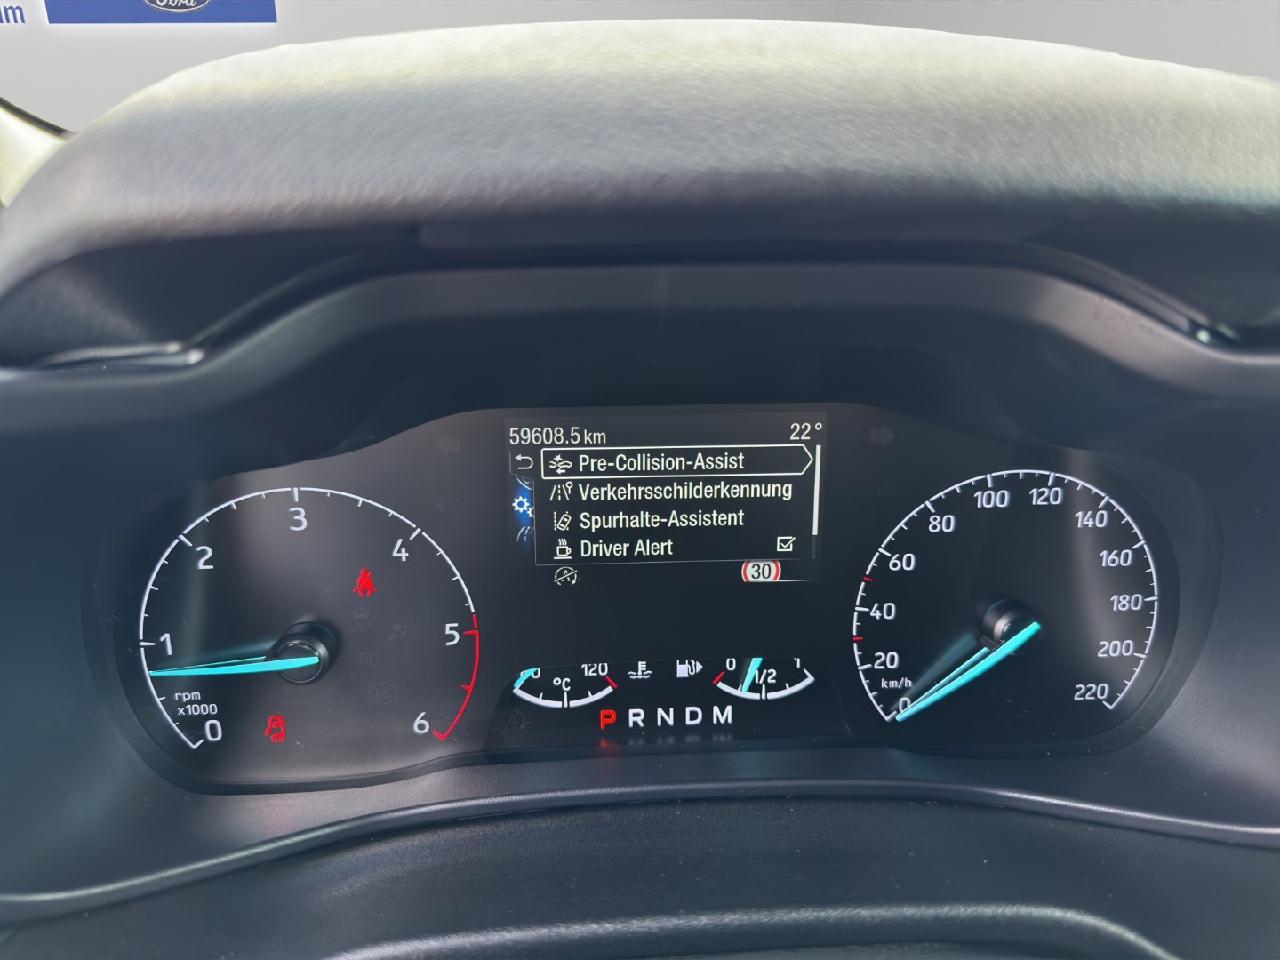 um
Ford
59608.5 km 22°
Pre-Collision-Assist
Verkehrsschilderkennung
Spurhalte-Assistent
Driver Alert
30
0 1 2 3 4 5 6
rpm
x1000
120
°C
0 1/2 1
P R N D M
0 20 40 60 80 100 120 140 160 180 200 220
km/h